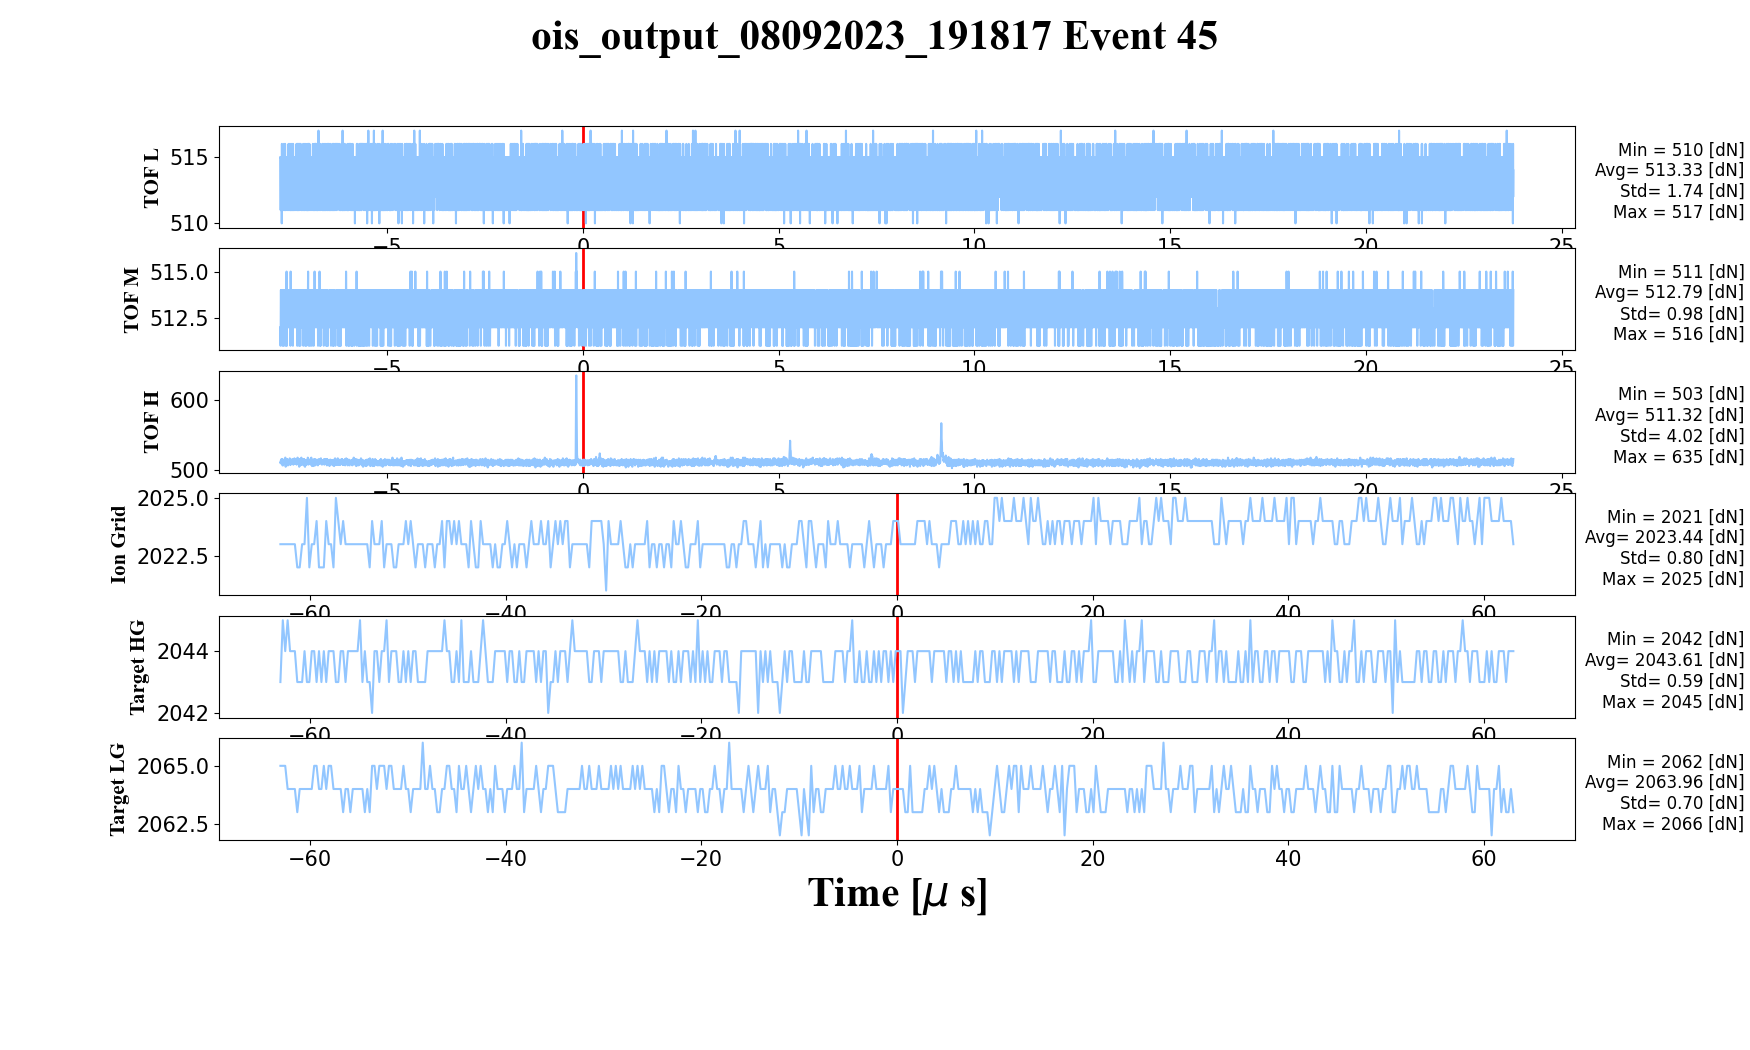 ois_output_08092023_191817 Event 45
TOF L
515
510
Min = 510 [dN]
Avg= 513.33 [dN]
Std= 1.74 [dN]
Max = 517 [dN]
−5 0 5 10 15 20 25
TOF M
515.0
512.5
Min = 511 [dN]
Avg= 512.79 [dN]
Std= 0.98 [dN]
Max = 516 [dN]
−5 0 5 10 15 20 25
TOF H
600
500
Min = 503 [dN]
Avg= 511.32 [dN]
Std= 4.02 [dN]
Max = 635 [dN]
−5 0 5 10 15 20 25
Ion Grid
2025.0
2022.5
Min = 2021 [dN]
Avg= 2023.44 [dN]
Std= 0.80 [dN]
Max = 2025 [dN]
−60 −40 −20 0 20 40 60
Target HG
2044
2042
Min = 2042 [dN]
Avg= 2043.61 [dN]
Std= 0.59 [dN]
Max = 2045 [dN]
−60 −40 −20 0 20 40 60
Target LG
2065.0
2062.5
Min = 2062 [dN]
Avg= 2063.96 [dN]
Std= 0.70 [dN]
Max = 2066 [dN]
−60 −40 −20 0 20 40 60
Time [μ s]